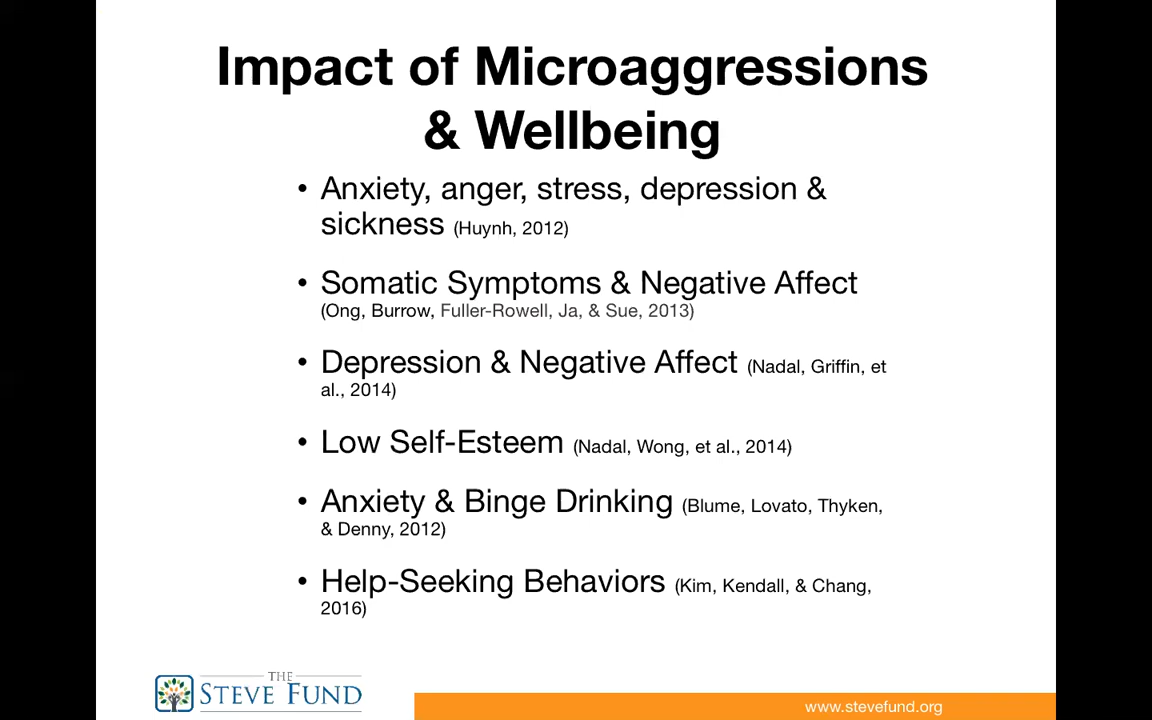 Impact of Microaggressions
& Wellbeing
• Anxiety, anger, stress, depression &
sickness (Huynh, 2012)
• Somatic Symptoms & Negative Affect
(Ong, Burrow, Fuller-Rowell, Ja, & Sue, 2013)
• Depression & Negative Affect (Nadal, Griffin, et
al., 2014)
• Low Self-Esteem (Nadal, Wong, et al., 2014)
• Anxiety & Binge Drinking (Blume, Lovato, Thyken,
& Denny, 2012)
• Help-Seeking Behaviors (Kim, Kendall, & Chang,
2016)
THE
STEVE FUND
www.stevefund.org